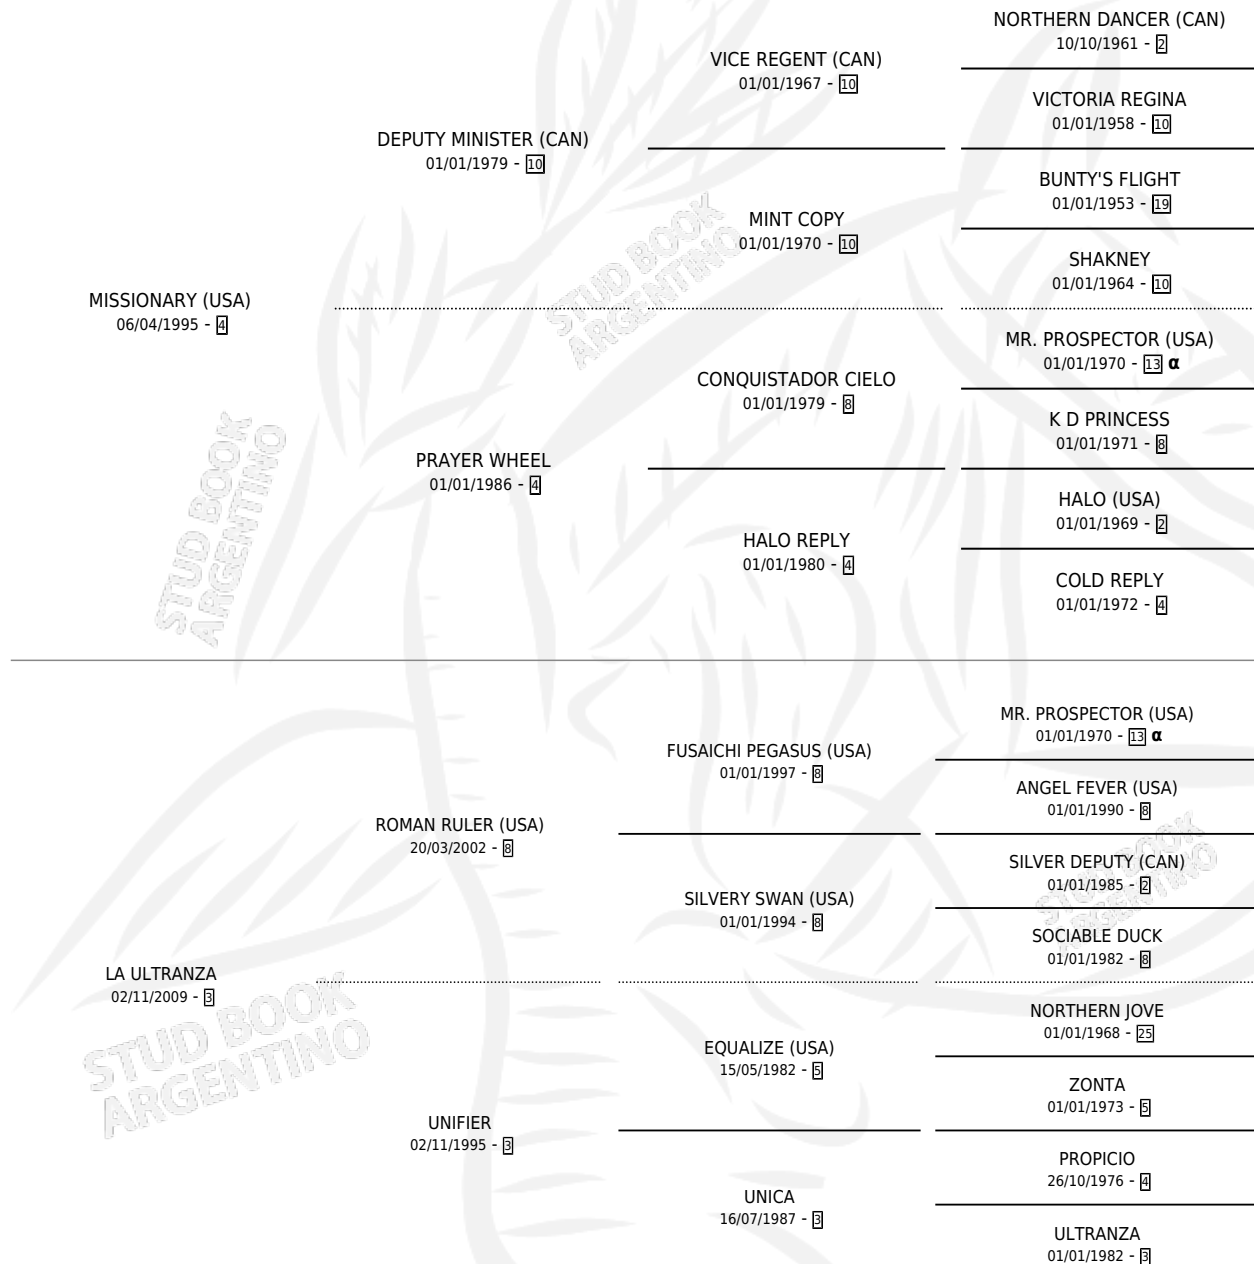 NORTHERN DANCER (CAN)
10/10/1961 - 2
VICE REGENT (CAN)
01/01/1967 - 10
VICTORIA REGINA
01/01/1958 - 10
DEPUTY MINISTER (CAN)
01/01/1979 - 10
BUNTY'S FLIGHT
01/01/1953 - 19
MINT COPY
01/01/1970 - 10
SHAKNEY
01/01/1964 - 10
STUD BOOK
ARGENTINO
MISSIONARY (USA)
06/04/1995 - 4
MR. PROSPECTOR (USA)
01/01/1970 - 13 α
CONQUISTADOR CIELO
01/01/1979 - 8
K D PRINCESS
01/01/1971 - 8
PRAYER WHEEL
01/01/1986 - 4
HALO (USA)
01/01/1969 - 2
HALO REPLY
01/01/1980 - 4
COLD REPLY
01/01/1972 - 4
STUD BOOK
ARGENTINO
MR. PROSPECTOR (USA)
01/01/1970 - 13 α
FUSAICHI PEGASUS (USA)
01/01/1997 - 8
ANGEL FEVER (USA)
01/01/1990 - 8
ROMAN RULER (USA)
20/03/2002 - 8
SILVER DEPUTY (CAN)
01/01/1985 - 2
SILVERY SWAN (USA)
01/01/1994 - 8
SOCIABLE DUCK
01/01/1982 - 8
STUD BOOK
ARGENTINO
LA ULTRANZA
02/11/2009 - 3
NORTHERN JOVE
01/01/1968 - 25
EQUALIZE (USA)
15/05/1982 - 5
ZONTA
01/01/1973 - 5
STUD BOOK
ARGENTINO
UNIFIER
02/11/1995 - 3
PROPICIO
26/10/1976 - 4
UNICA
16/07/1987 - 3
ULTRANZA
01/01/1982 - 3